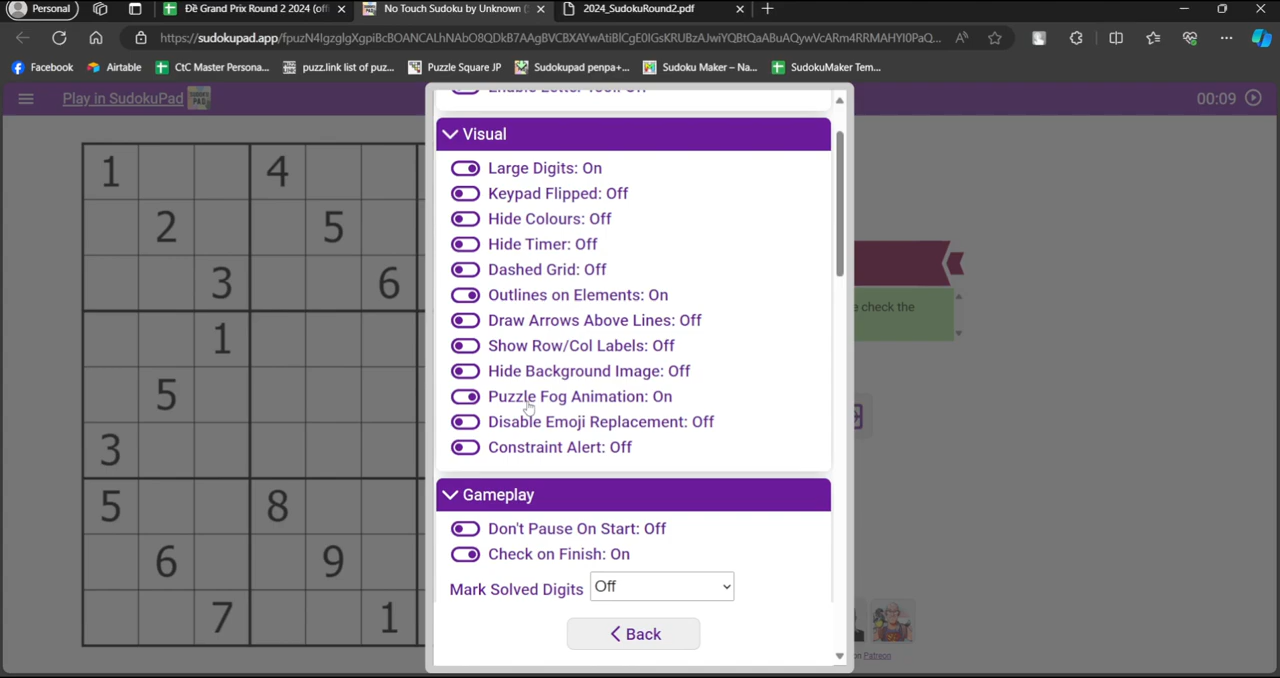 Personal
Đề Grand Prix Round 2 2024 (offi
No Touch Sudoku by Unknown (
2024_SudokuRound2.pdf
https://sudokupad.app/
Facebook
Airtable
CtC Master Persona...
puzz.link list of puz...
Puzzle Square JP
Sudokupad penpa+...
Sudoku Maker – Na...
SudokuMaker Tem...
Play in SudokuPad
00:09
Enable Letter Tool: Off
Visual
Large Digits: On
Keypad Flipped: Off
Hide Colours: Off
Hide Timer: Off
Dashed Grid: Off
Outlines on Elements: On
Draw Arrows Above Lines: Off
Show Row/Col Labels: Off
Hide Background Image: Off
Puzzle Fog Animation: On
Disable Emoji Replacement: Off
Constraint Alert: Off
Gameplay
Don't Pause On Start: Off
Check on Finish: On
Mark Solved Digits Off
Back
1 4
2 5
3 6
1
5
3
5 8
6 9
7 1
e check the
on Patreon